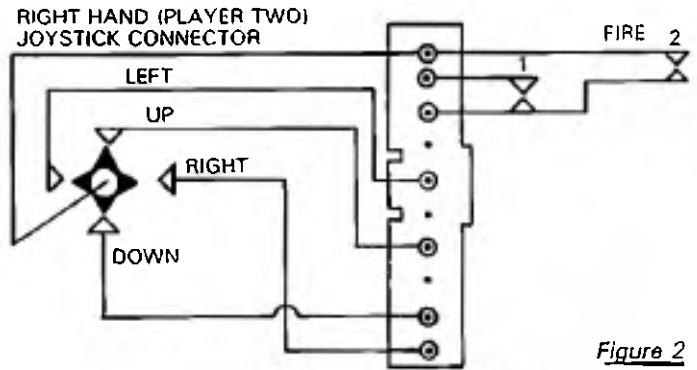 RIGHT HAND (PLAYER TWO)
JOYSTICK CONNECTOR
FIRE 2
1
LEFT
UP
RIGHT
DOWN
Figure 2